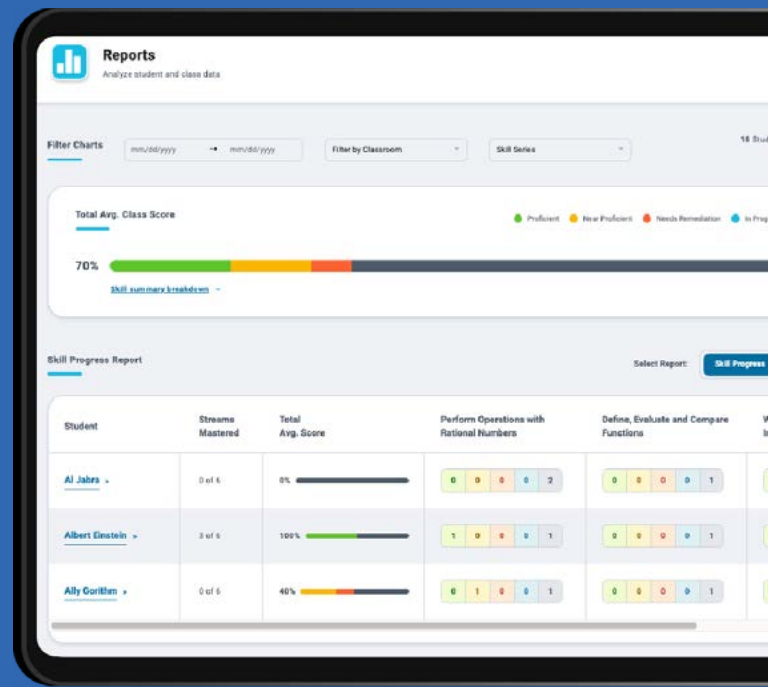 Reports
Analyze student and class data
Filter Charts
mm/dd/yyyy → mm/dd/yyyy
Filter by Classroom
Skill Series
Total Avg. Class Score
Proficient
Near Proficient
Needs Remediation
70%
Skill summary breakdown →
Skill Progress Report
Select Report:
Skill Progress
Student
Streams Mastered
Total Avg. Score
Perform Operations with Rational Numbers
Define, Evaluate and Compare Functions
Al Jabra
0 of 6
0%
0 0 0 0 2
0 0 0 0 1
Albert Einstein
3 of 6
100%
1 0 0 0 1
0 0 0 0 1
Ally Gorithm
0 of 6
40%
0 1 0 0 1
0 0 0 0 1